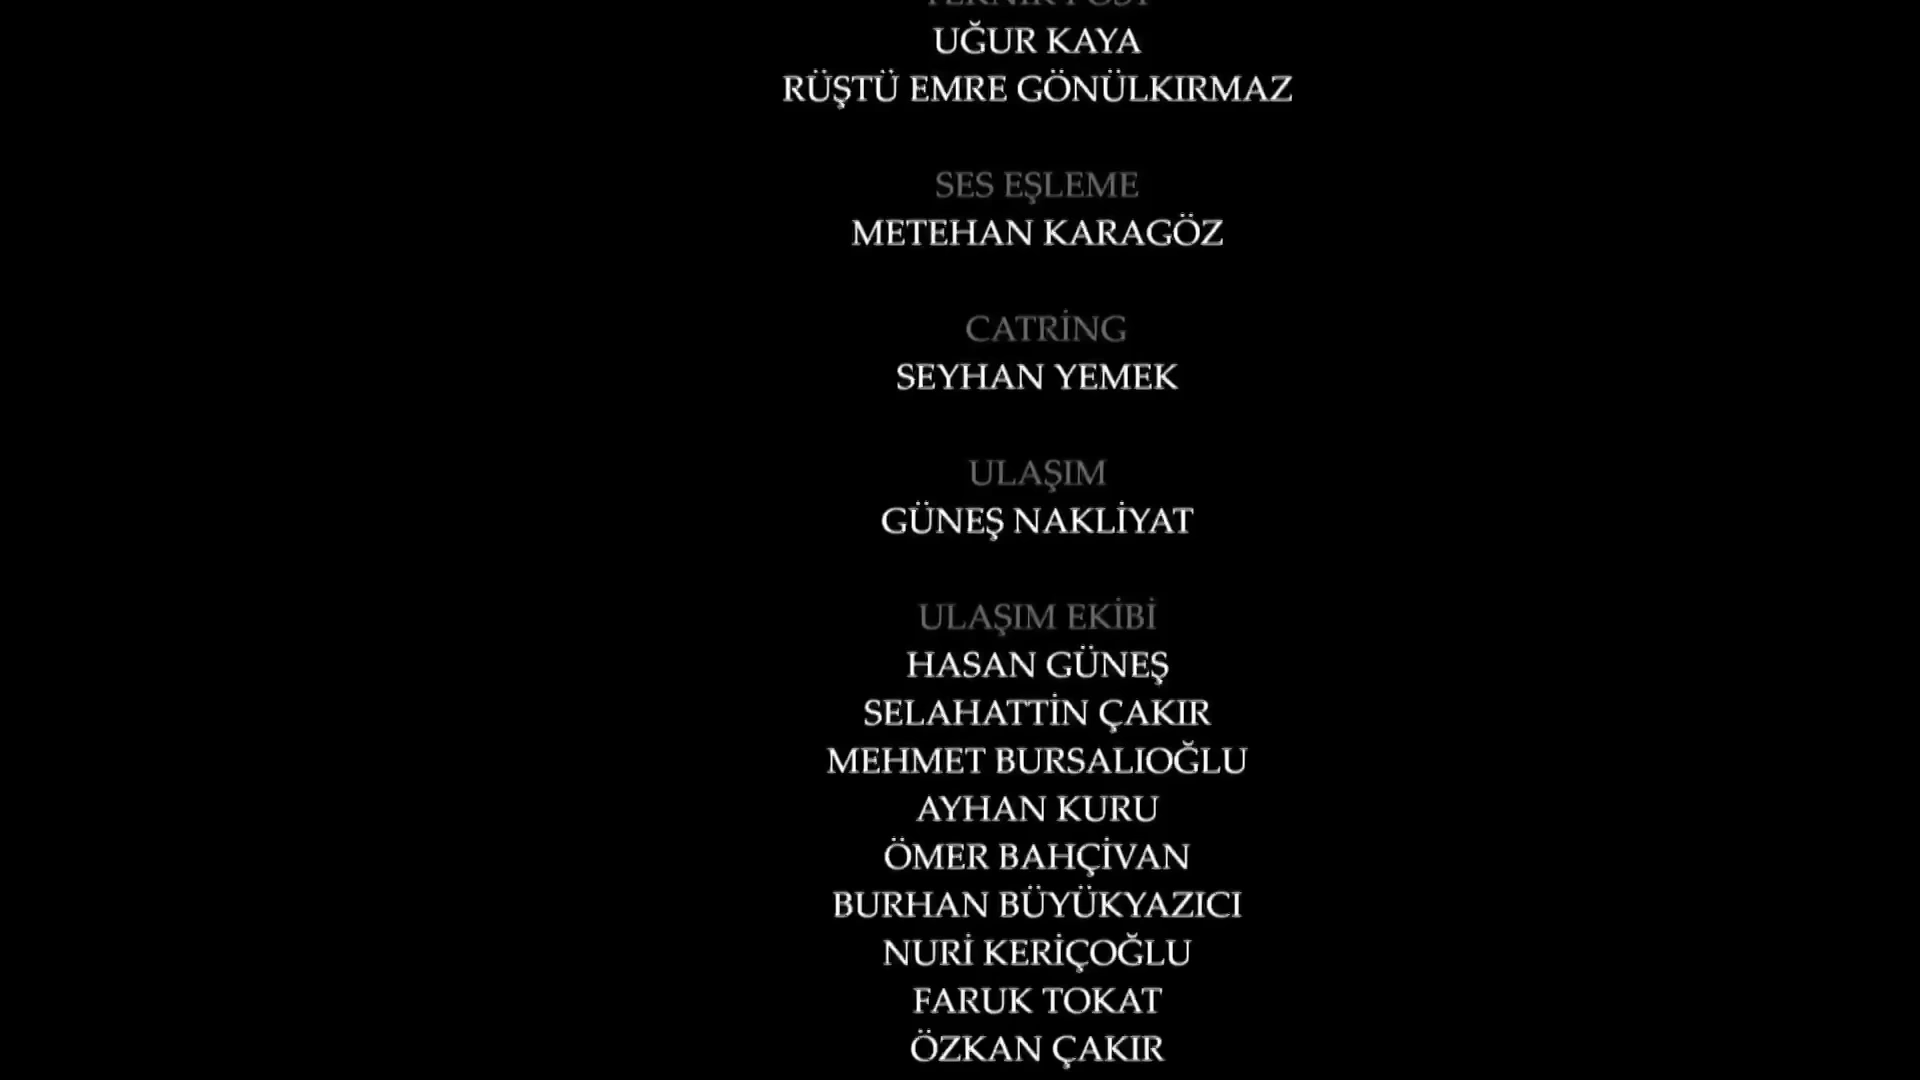 UĞUR KAYA
RÜŞTÜ EMRE GÖNÜLKIRMAZ
SES EŞLEME
METEHAN KARAGÖZ
CATRİNG
SEYHAN YEMEK
ULAŞIM
GÜNEŞ NAKLİYAT
ULAŞIM EKİBİ
HASAN GÜNEŞ
SELAHATTİN ÇAKIR
MEHMET BURSALIOĞLU
AYHAN KURU
ÖMER BAHÇİVAN
BURHAN BÜYÜKYAZICI
NURİ KERİÇOĞLU
FARUK TOKAT
ÖZKAN ÇAKIR